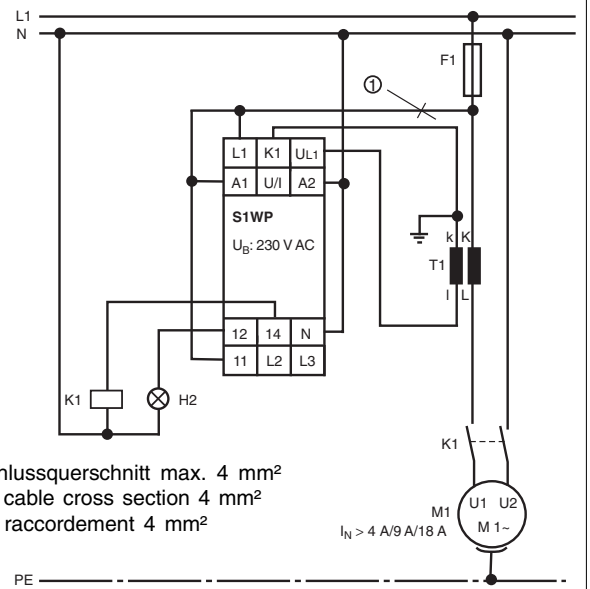 L1
N
F1
①
L1 K1 UL1
A1 U/I A2
S1WP
UB: 230 V AC
k K
T1
l L
12 14 N
11 L2 L3
K1
H2
K1
hlussquerschnitt max. 4 mm²
cable cross section 4 mm²
raccordement 4 mm²
M1
U1 U2
M 1~
IN > 4 A/9 A/18 A
PE